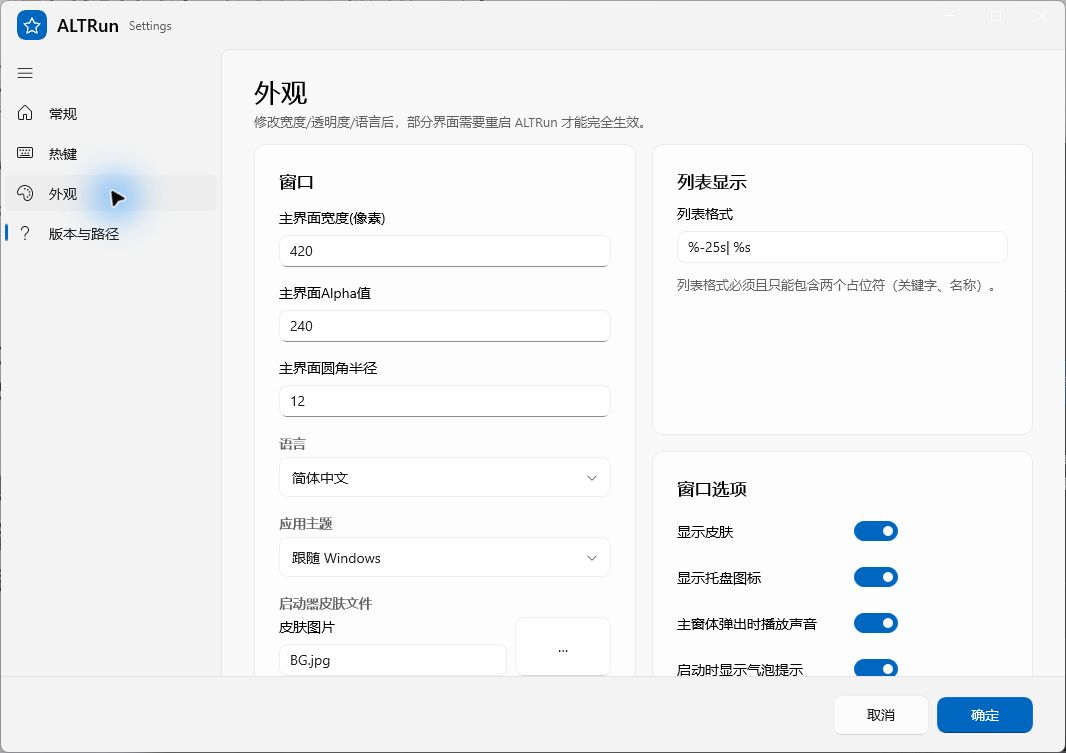 ALTRun Settings
常规
热键
外观
版本与路径
外观
修改宽度/透明度/语言后，部分界面需要重启 ALTRun 才能完全生效。
窗口
主界面宽度(像素)
420
主界面Alpha值
240
主界面圆角半径
12
语言
简体中文
应用主题
跟随 Windows
启动器皮肤文件
皮肤图片
BG.jpg
...
列表显示
列表格式
%-25s| %s
列表格式必须且只能包含两个占位符（关键字、名称）。
窗口选项
显示皮肤
显示托盘图标
主窗体弹出时播放声音
启动时显示气泡提示
取消
确定